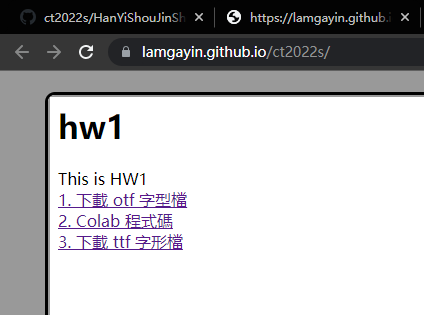 ct2022s/HanYiShouJinSh
https://lamgayin.github.i
lamgayin.github.io/ct2022s/
hw1
This is HW1
1. 下載 otf 字型檔
2. Colab 程式碼
3. 下載 ttf 字形檔